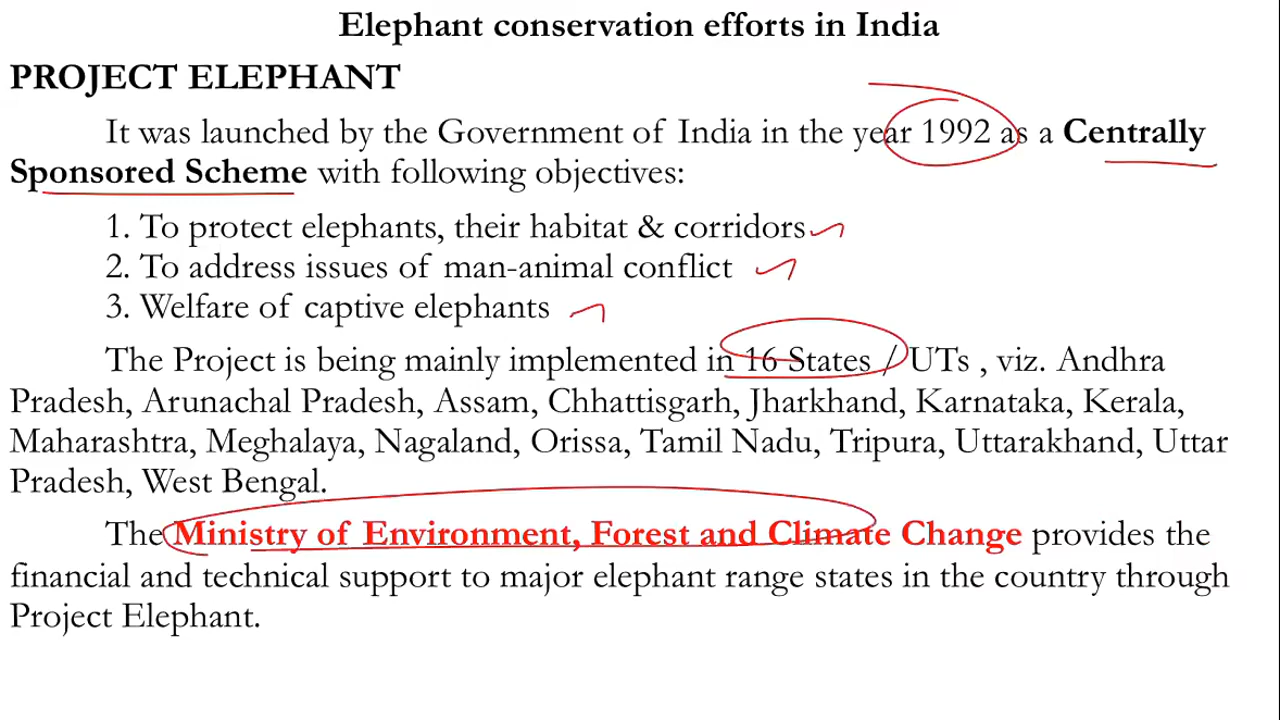 Elephant conservation efforts in India
PROJECT ELEPHANT
It was launched by the Government of India in the year 1992 as a Centrally
Sponsored Scheme with following objectives:
1. To protect elephants, their habitat & corridors
2. To address issues of man-animal conflict
3. Welfare of captive elephants
The Project is being mainly implemented in 16 States / UTs , viz. Andhra
Pradesh, Arunachal Pradesh, Assam, Chhattisgarh, Jharkhand, Karnataka, Kerala,
Maharashtra, Meghalaya, Nagaland, Orissa, Tamil Nadu, Tripura, Uttarakhand, Uttar
Pradesh, West Bengal.
The Ministry of Environment, Forest and Climate Change provides the
financial and technical support to major elephant range states in the country through
Project Elephant.